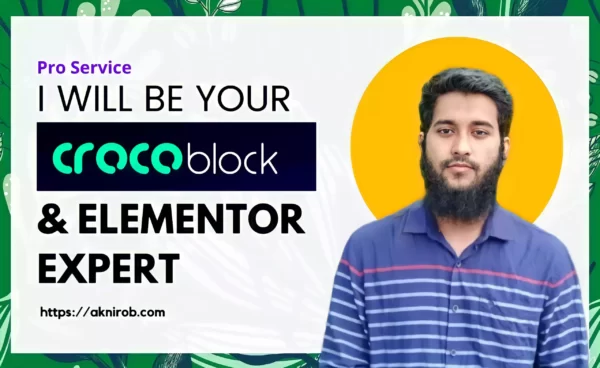 Pro Service
I WILL BE YOUR
crocoblock
& ELEMENTOR
EXPERT
https://aknirob.com